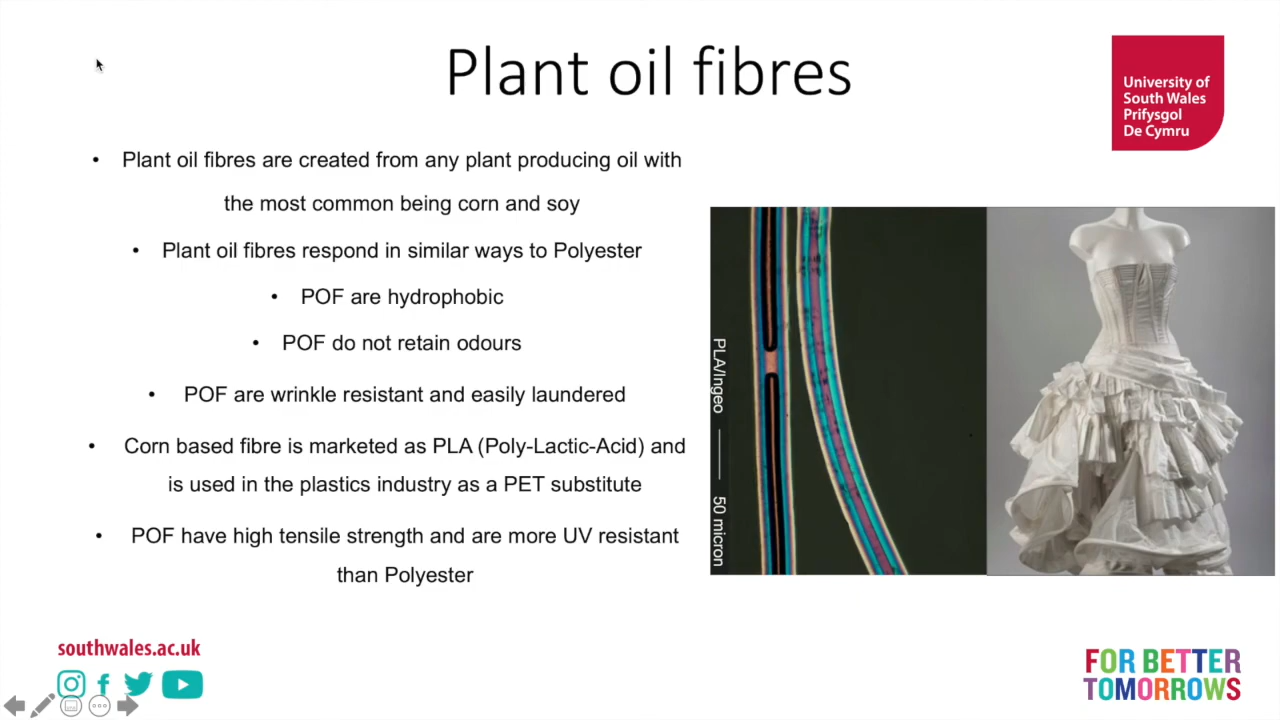 Plant oil fibres
University of
South Wales
Prifysgol
De Cymru
• Plant oil fibres are created from any plant producing oil with
the most common being corn and soy
• Plant oil fibres respond in similar ways to Polyester
• POF are hydrophobic
• POF do not retain odours
• POF are wrinkle resistant and easily laundered
• Corn based fibre is marketed as PLA (Poly-Lactic-Acid) and
is used in the plastics industry as a PET substitute
• POF have high tensile strength and are more UV resistant
than Polyester
PLA/Ingeo
50 micron
southwales.ac.uk
FOR BETTER
TOMORROWS